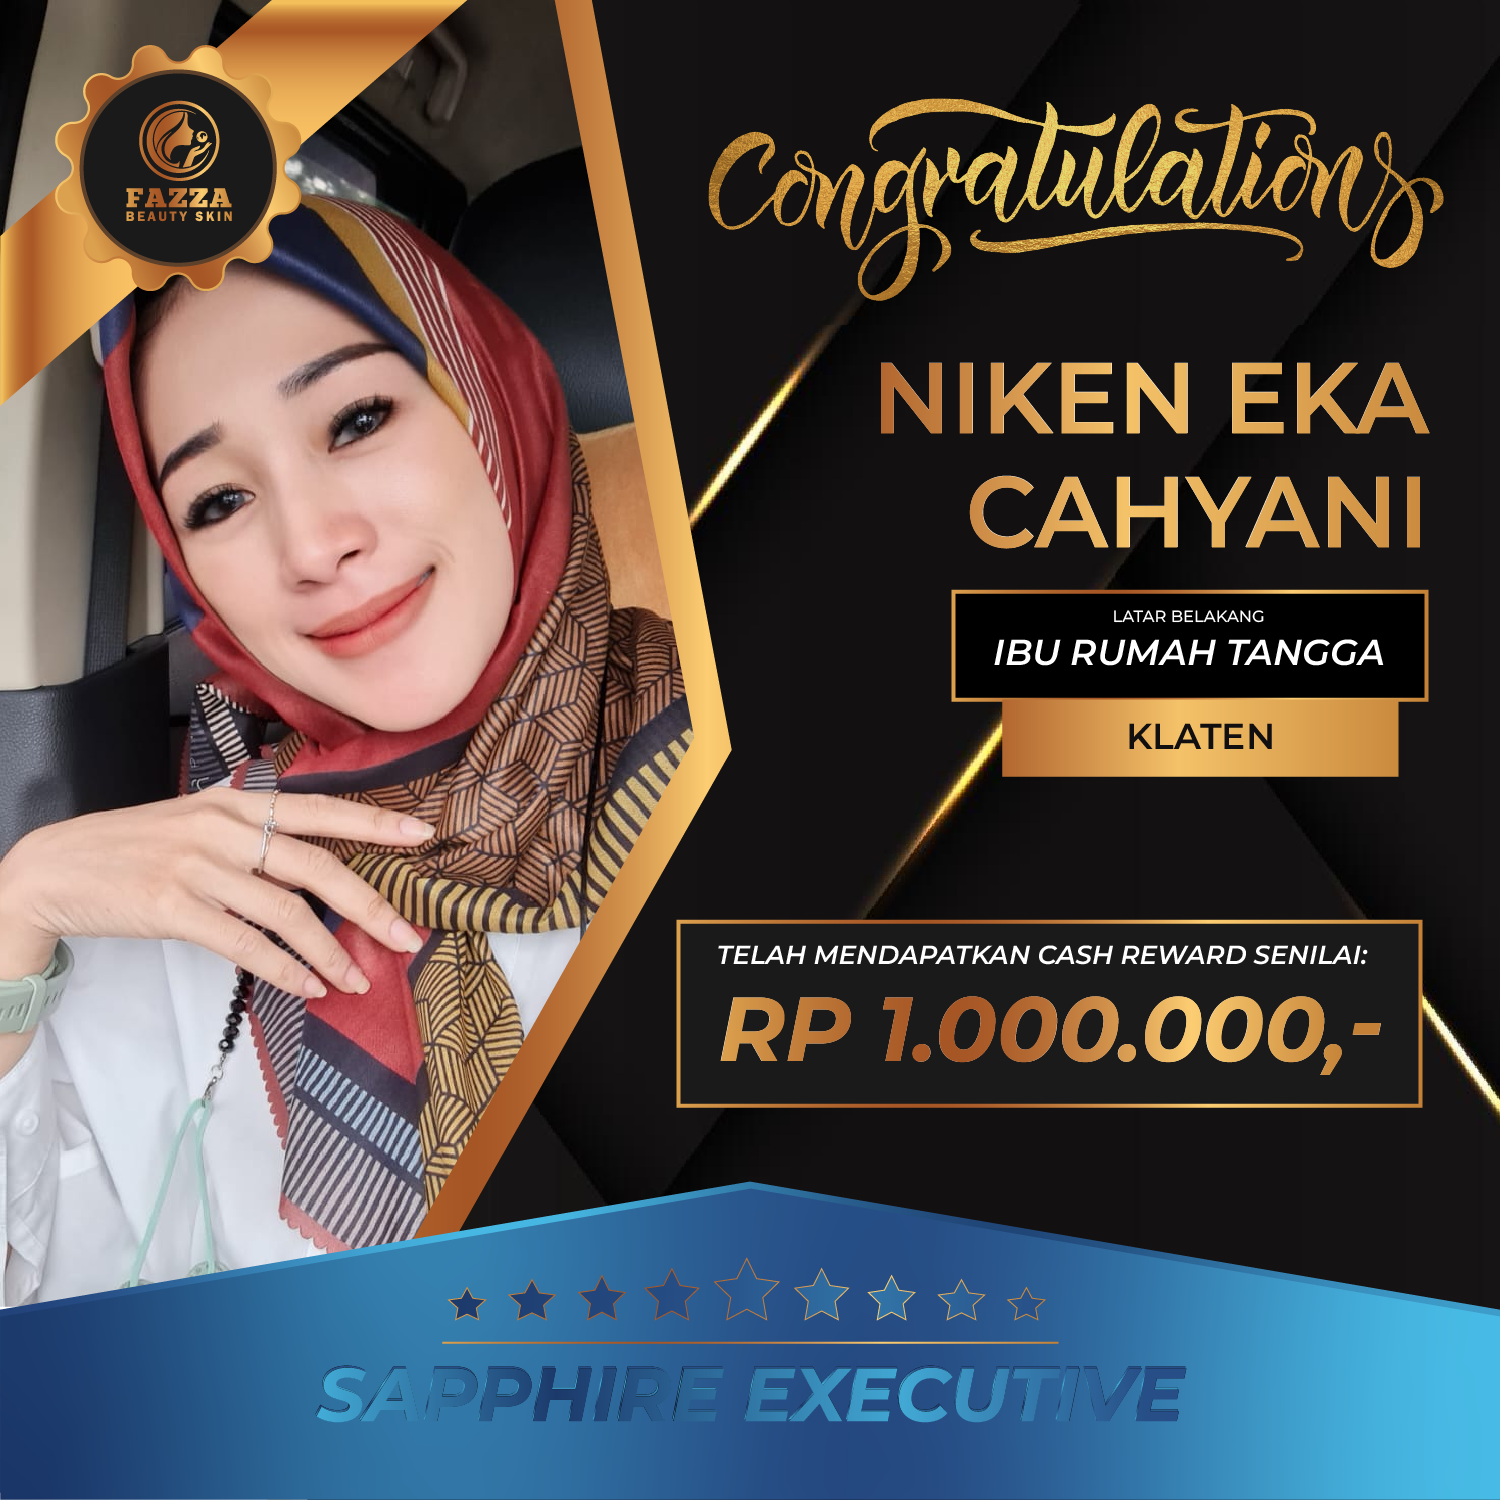 FAZZA
BEAUTY SKIN
Congratulations
NIKEN EKA
CAHYANI
LATAR BELAKANG
IBU RUMAH TANGGA
KLATEN
TELAH MENDAPATKAN CASH REWARD SENILAI:
RP 1.000.000,-
SAPPHIRE EXECUTIVE